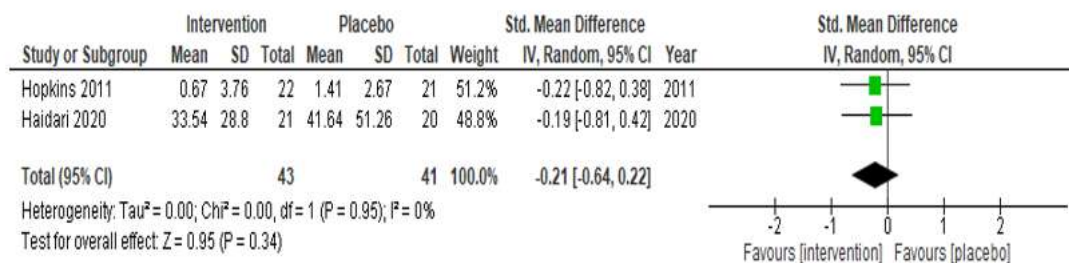 Intervention Placebo Std. Mean Difference Std. Mean Difference
Study or Subgroup Mean SD Total Mean SD Total Weight IV, Random, 95% CI Year IV, Random, 95% CI
Hopkins 2011 0.67 3.76 22 1.41 2.67 21 51.2% -0.22 [-0.82, 0.38] 2011
Haidari 2020 33.54 28.8 21 41.64 51.26 20 48.8% -0.19 [-0.81, 0.42] 2020
Total (95% CI) 43 41 100.0% -0.21 [-0.64, 0.22]
Heterogeneity: Tau² = 0.00; Chi² = 0.00, df = 1 (P = 0.95); I² = 0%
Test for overall effect: Z = 0.95 (P = 0.34)
-2 -1 0 1 2
Favours [intervention] Favours [placebo]